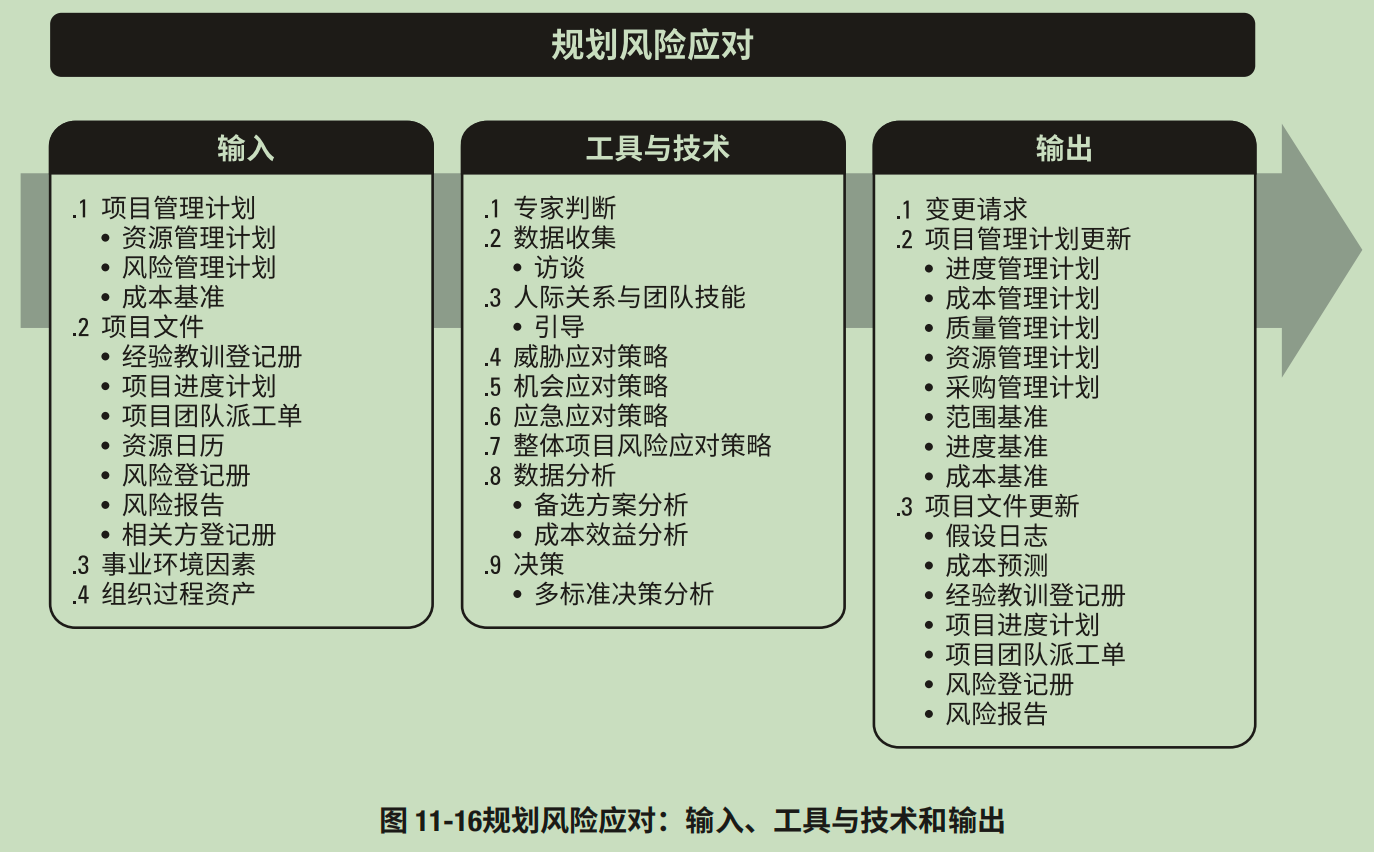 规划风险应对
输入
.1 项目管理计划
• 资源管理计划
• 风险管理计划
• 成本基准
.2 项目文件
• 经验教训登记册
• 项目进度计划
• 项目团队派工单
• 资源日历
• 风险登记册
• 风险报告
• 相关方登记册
.3 事业环境因素
.4 组织过程资产
工具与技术
.1 专家判断
.2 数据收集
• 访谈
.3 人际关系与团队技能
• 引导
.4 威胁应对策略
.5 机会应对策略
.6 应急应对策略
.7 整体项目风险应对策略
.8 数据分析
• 备选方案分析
• 成本效益分析
.9 决策
• 多标准决策分析
输出
.1 变更请求
.2 项目管理计划更新
• 进度管理计划
• 成本管理计划
• 质量管理计划
• 资源管理计划
• 采购管理计划
• 范围基准
• 进度基准
• 成本基准
.3 项目文件更新
• 假设日志
• 成本预测
• 经验教训登记册
• 项目进度计划
• 项目团队派工单
• 风险登记册
• 风险报告
图 11-16规划风险应对：输入、工具与技术和输出